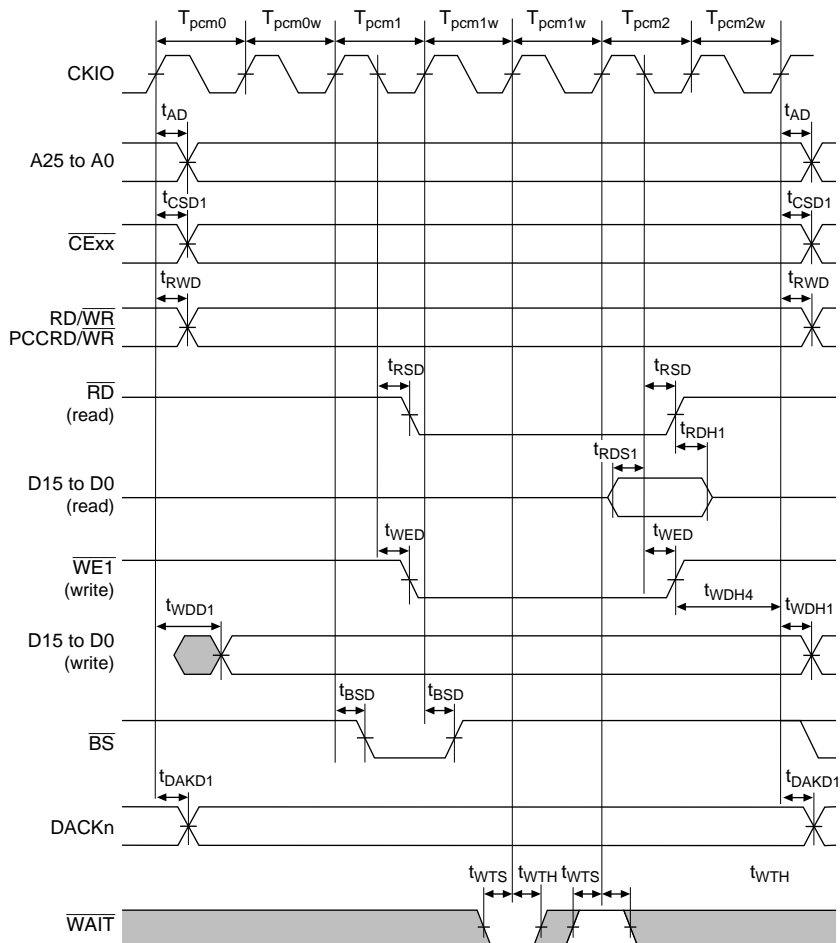 Tpcm0 Tpcm0w Tpcm1 Tpcm1w Tpcm1w Tpcm2 Tpcm2w
CKIO
tAD tAD
A25 to A0
tCSD1 tCSD1
CExx
tRWD tRWD
RD/WR
PCCRD/WR
tRSD tRSD
RD
(read)
tRDH1
tRDS1
D15 to D0
(read)
tWED tWED
WE1
(write)
tWDH4
tWDD1 tWDH1
D15 to D0
(write)
tBSD tBSD
BS
tDAKD1 tDAKD1
DACKn
tWTS tWTH tWTS tWTH
WAIT